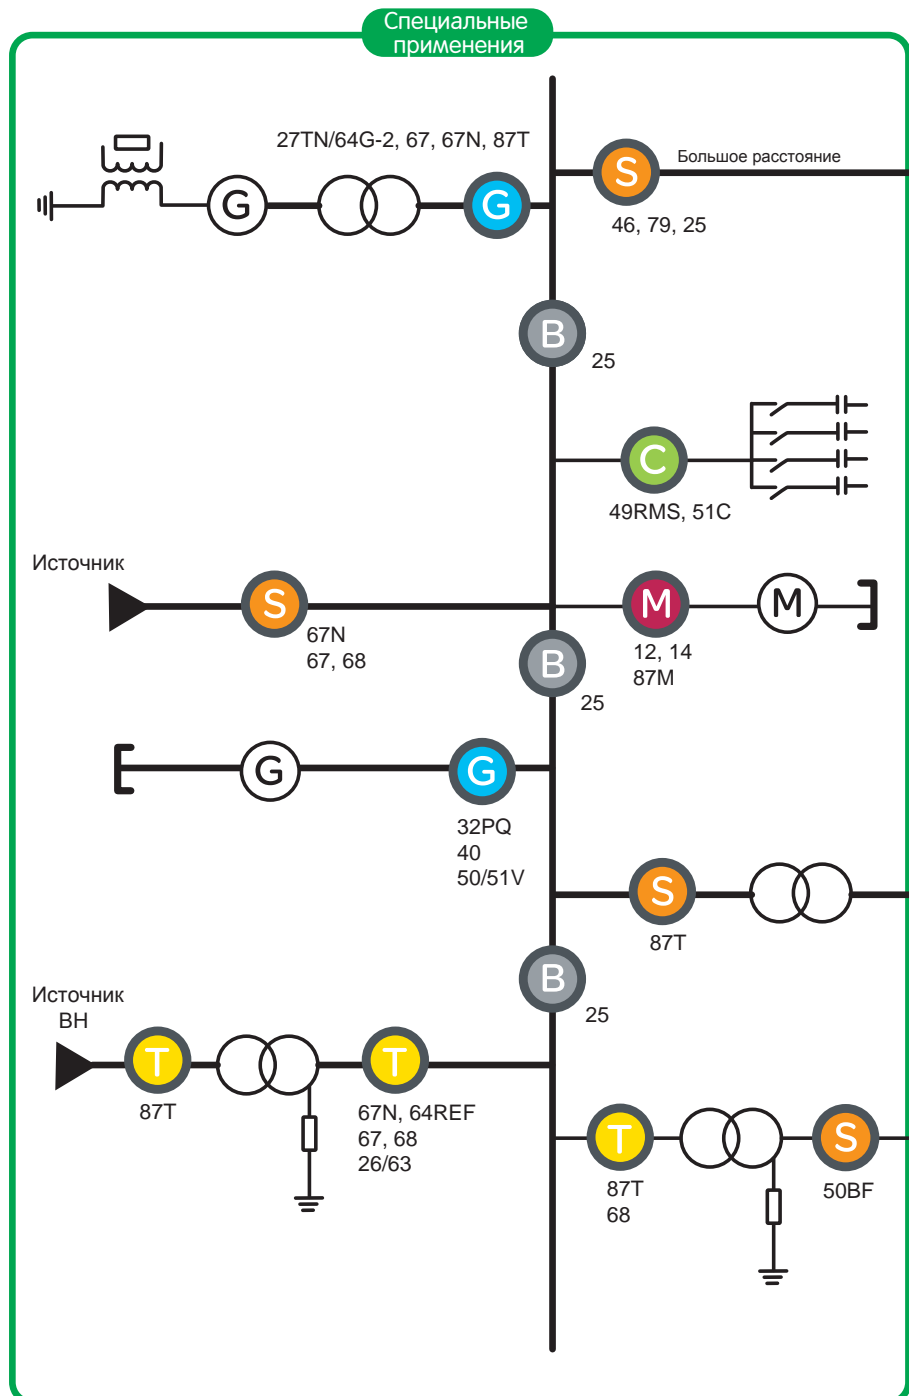 Специальные
применения
27TN/64G-2, 67, 67N, 87T
G
G
S
Большое расстояние
46, 79, 25
B
25
C
49RMS, 51C
Источник
S
67N
67, 68
M
M
12, 14
87M
B
25
G
G
32PQ
40
50/51V
S
87T
B
25
Источник
ВН
T
87T
T
67N, 64REF
67, 68
26/63
T
87T
68
S
50BF